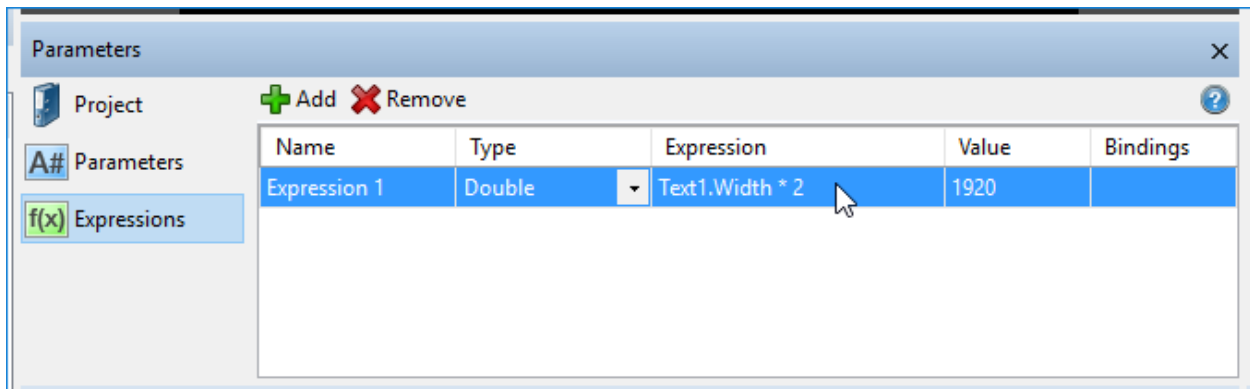 Parameters
Project
Add Remove
A# Parameters
Name Type Expression Value Bindings
Expression 1 Double Text1.Width * 2 1920
f(x) Expressions